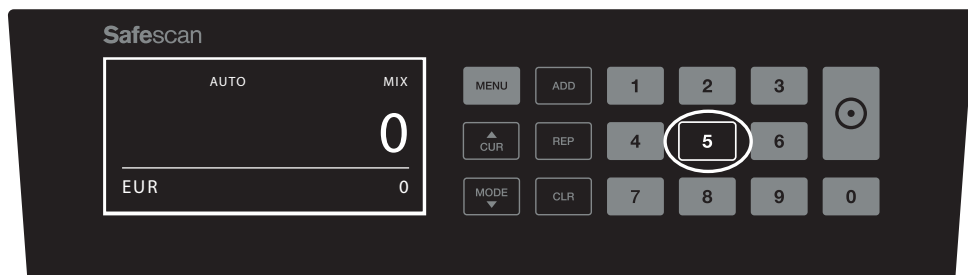 Safescan
AUTO MIX
0
EUR 0
MENU ADD 1 2 3
CUR REP 4 5 6
MODE CLR 7 8 9 0